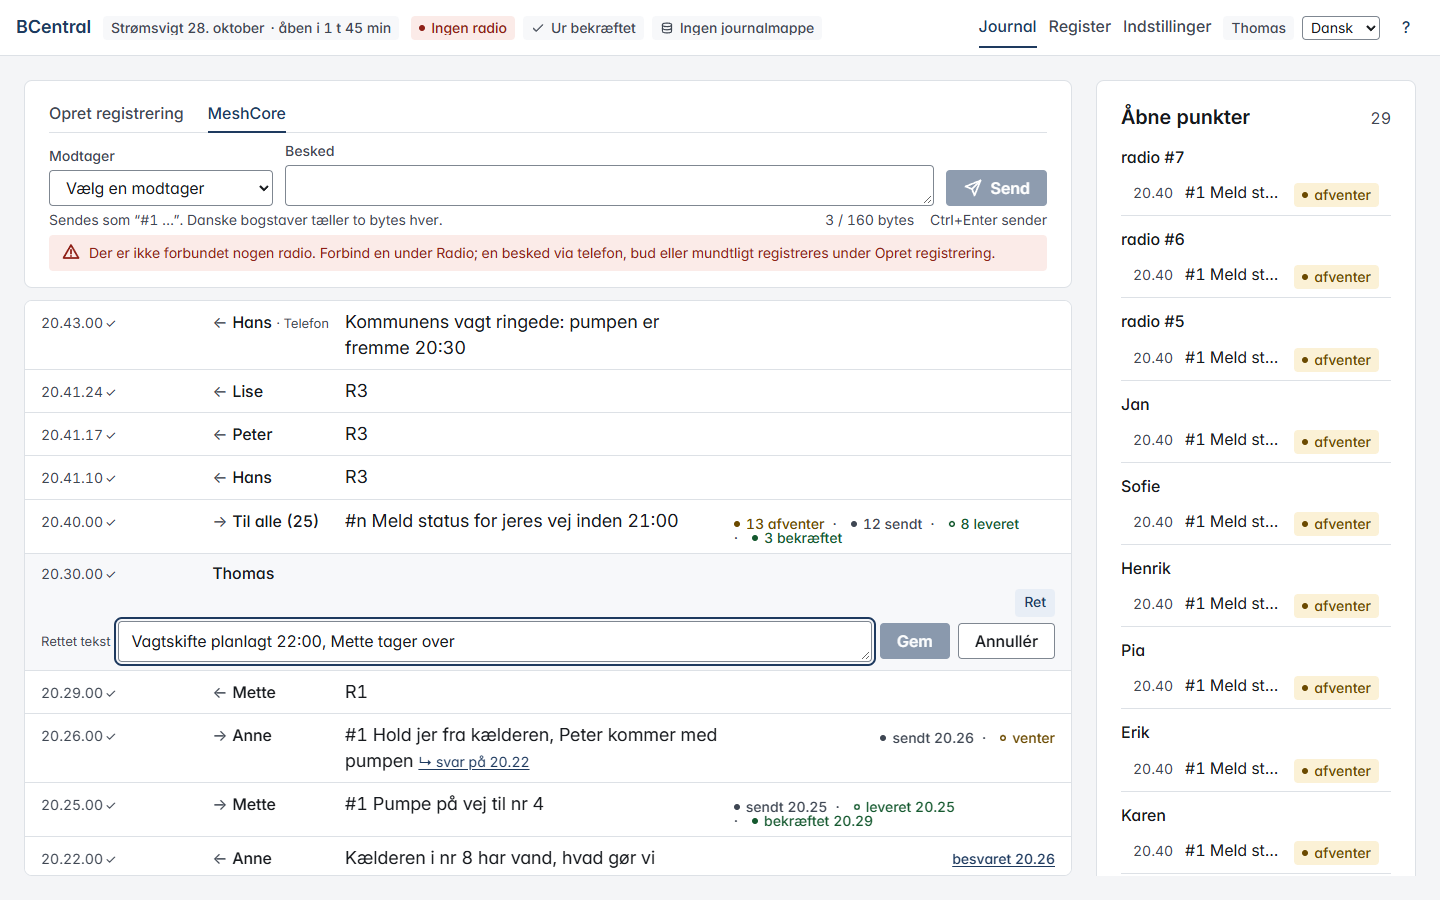 BCentral
Strømsvigt 28. oktober · åben i 1 t 45 min
Ingen radio
Ur bekræftet
Ingen journalmappe
Journal
Register
Indstillinger
Thomas
Dansk
?
Opret registrering
MeshCore
Modtager
Besked
Vælg en modtager
Send
Sendes som “#1 …”. Danske bogstaver tæller to bytes hver.
3 / 160 bytes
Ctrl+Enter sender
Der er ikke forbundet nogen radio. Forbind en under Radio; en besked via telefon, bud eller mundtligt registreres under Opret registrering.
20.43.00 ✓ ← Hans · Telefon Kommunens vagt ringede: pumpen er
fremme 20:30
20.41.24 ✓ ← Lise R3
20.41.17 ✓ ← Peter R3
20.41.10 ✓ ← Hans R3
20.40.00 ✓ → Til alle (25) #n Meld status for jeres vej inden 21:00 13 afventer · 12 sendt · 8 leveret
· 3 bekræftet
20.30.00 ✓ Thomas
Ret
Rettet tekst Vagtskifte planlagt 22:00, Mette tager over Gem Annullér
20.29.00 ✓ ← Mette R1
20.26.00 ✓ → Anne #1 Hold jer fra kælderen, Peter kommer med sendt 20.26 · venter
pumpen ↪ svar på 20.22
20.25.00 ✓ → Mette #1 Pumpe på vej til nr 4 sendt 20.25 · leveret 20.25
· bekræftet 20.29
20.22.00 ✓ ← Anne Kælderen i nr 8 har vand, hvad gør vi besvaret 20.26
Åbne punkter 29
radio #7
20.40 #1 Meld st… afventer
radio #6
20.40 #1 Meld st… afventer
radio #5
20.40 #1 Meld st… afventer
Jan
20.40 #1 Meld st… afventer
Sofie
20.40 #1 Meld st… afventer
Henrik
20.40 #1 Meld st… afventer
Pia
20.40 #1 Meld st… afventer
Erik
20.40 #1 Meld st… afventer
Karen
20.40 #1 Meld st… afventer